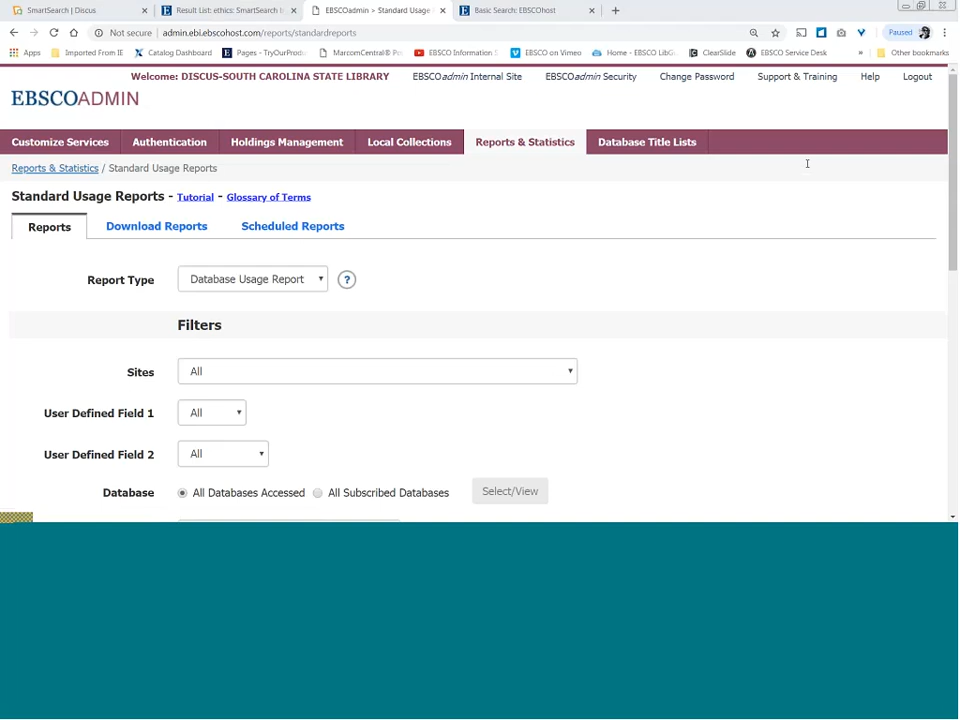 SmartSearch | Discus
Result List: ethics: SmartSearch
EBSCOadmin > Standard Usage
Basic Search: EBSCOhost
Not secure | admin.ebi.ebscohost.com/reports/standardreports
Paused
Apps Imported From IE Catalog Dashboard Pages - TryOurProdu MarcomCentral® Po EBSCO Information S EBSCO on Vimeo Home - EBSCO LibG ClearSlide EBSCO Service Desk » Other bookmarks
Welcome: DISCUS-SOUTH CAROLINA STATE LIBRARY EBSCOadmin Internal Site EBSCOadmin Security Change Password Support & Training Help Logout
EBSCOADMIN
Customize Services Authentication Holdings Management Local Collections Reports & Statistics Database Title Lists
Reports & Statistics / Standard Usage Reports
Standard Usage Reports - Tutorial - Glossary of Terms
Reports Download Reports Scheduled Reports
Report Type Database Usage Report ?
Filters
Sites All
User Defined Field 1 All
User Defined Field 2 All
Database All Databases Accessed All Subscribed Databases Select/View